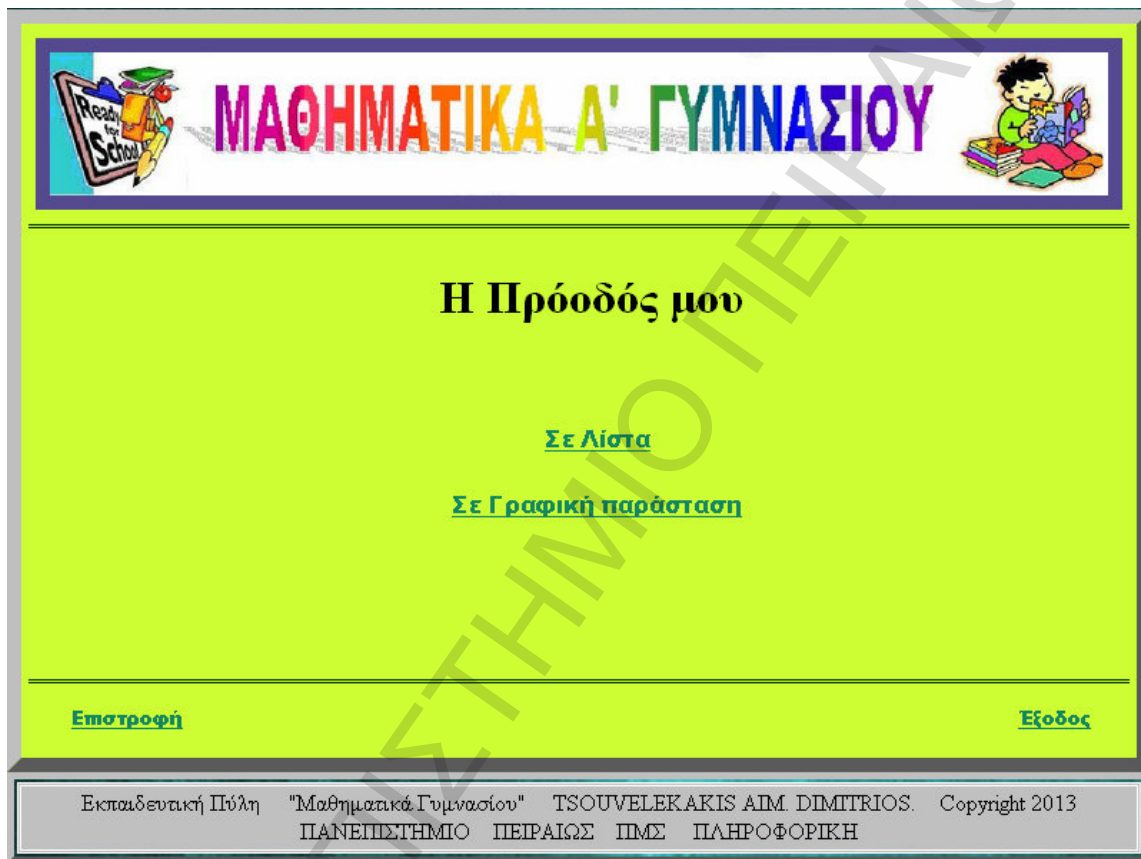 Ready
for
School
ΜΑΘΗΜΑΤΙΚΑ Α' ΓΥΜΝΑΣΙΟΥ
Η Πρόοδός μου
Σε Λίστα
Σε Γραφική παράσταση
Επιστροφή Έξοδος
Εκπαιδευτική Πύλη "Μαθηματικά Γυμνασίου" TSOUVELEKAKIS AIM. DIMITRIOS. Copyright 2013
ΠΑΝΕΠΙΣΤΗΜΙΟ ΠΕΙΡΑΙΩΣ ΠΜΣ ΠΛΗΡΟΦΟΡΙΚΗ